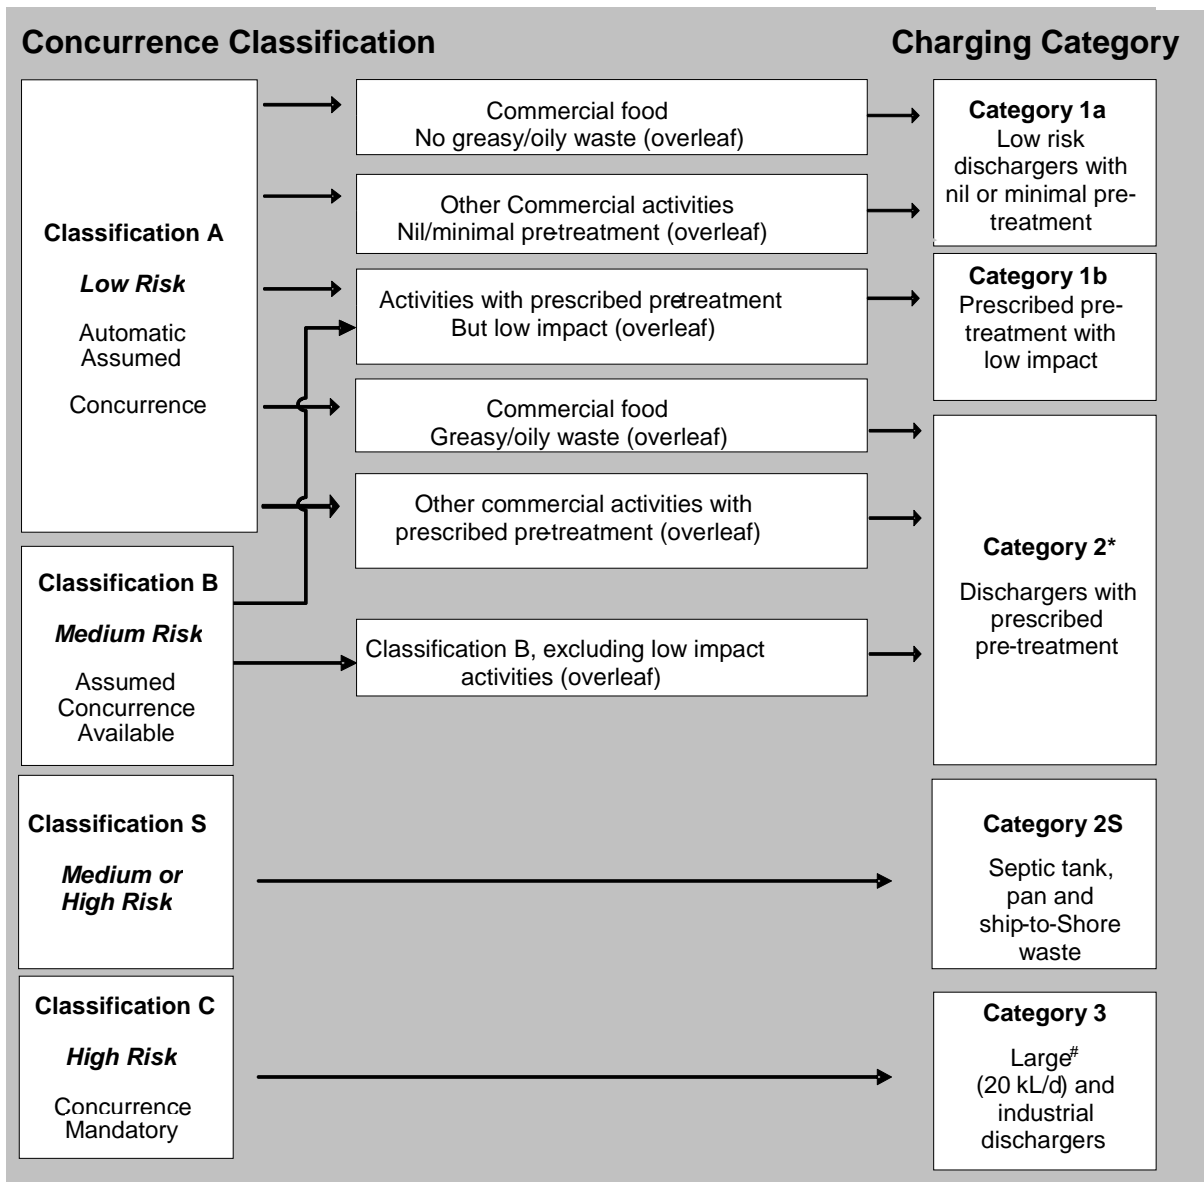 Concurrence Classification
Charging Category
Classification A
Low Risk
Automatic
Assumed
Concurrence
Classification B
Medium Risk
Assumed
Concurrence
Available
Classification S
Medium or
High Risk
Classification C
High Risk
Concurrence
Mandatory
Commercial food
No greasy/oily waste (overleaf)
Other Commercial activities
Nil/minimal pre-treatment (overleaf)
Activities with prescribed pre-treatment
But low impact (overleaf)
Commercial food
Greasy/oily waste (overleaf)
Other commercial activities with
prescribed pre-treatment (overleaf)
Classification B, excluding low impact
activities (overleaf)
Category 1a
Low risk
dischargers with
nil or minimal pre-
treatment
Category 1b
Prescribed pre-
treatment with
low impact
Category 2*
Dischargers with
prescribed
pre-treatment
Category 2S
Septic tank,
pan and
ship-to-Shore
waste
Category 3
Large#
(20 kL/d) and
industrial
dischargers